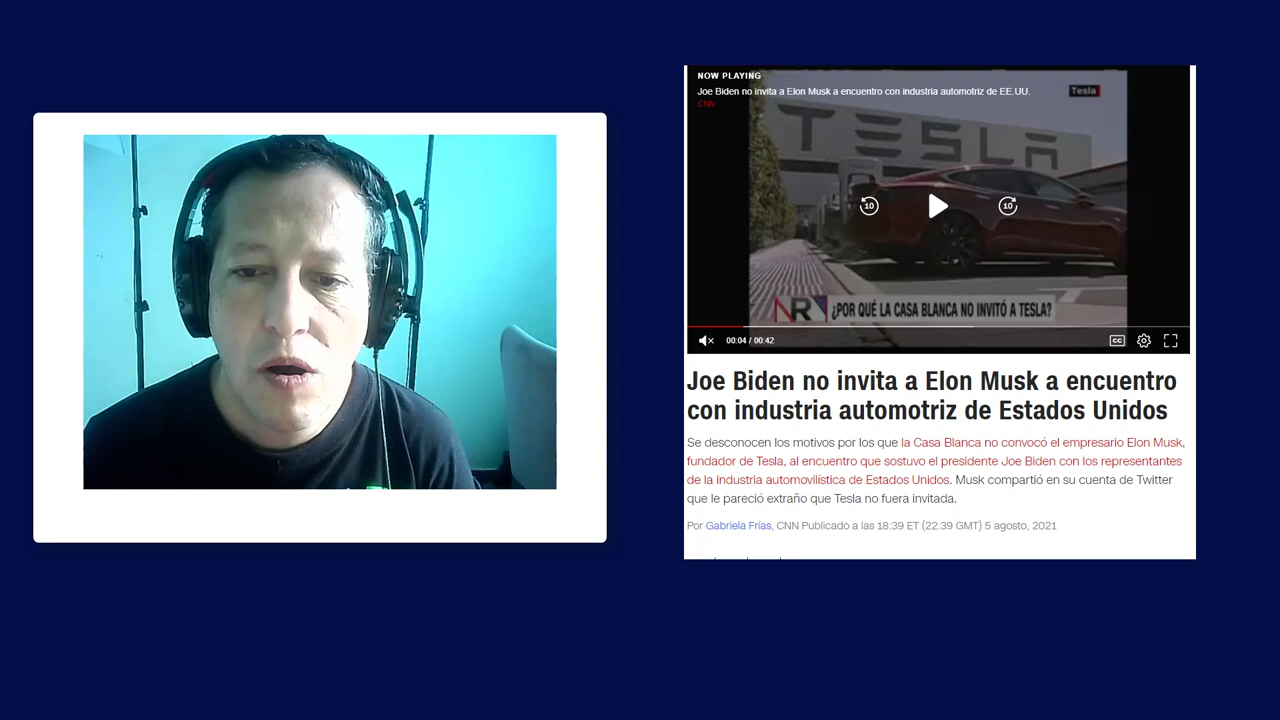 NOW PLAYING
Joe Biden no invita a Elon Musk a encuentro con industria automotriz de EE.UU.
CNN
Tesla
TESLA
10
10
NR
¿POR QUÉ LA CASA BLANCA NO INVITÓ A TESLA?
00:04 / 00:42
CC
Joe Biden no invita a Elon Musk a encuentro
con industria automotriz de Estados Unidos
Se desconocen los motivos por los que la Casa Blanca no convocó el empresario Elon Musk,
fundador de Tesla, al encuentro que sostuvo el presidente Joe Biden con los representantes
de la industria automovilística de Estados Unidos. Musk compartió en su cuenta de Twitter
que le pareció extraño que Tesla no fuera invitada.
Por Gabriela Frías, CNN Publicado a las 18:39 ET (22:39 GMT) 5 agosto, 2021